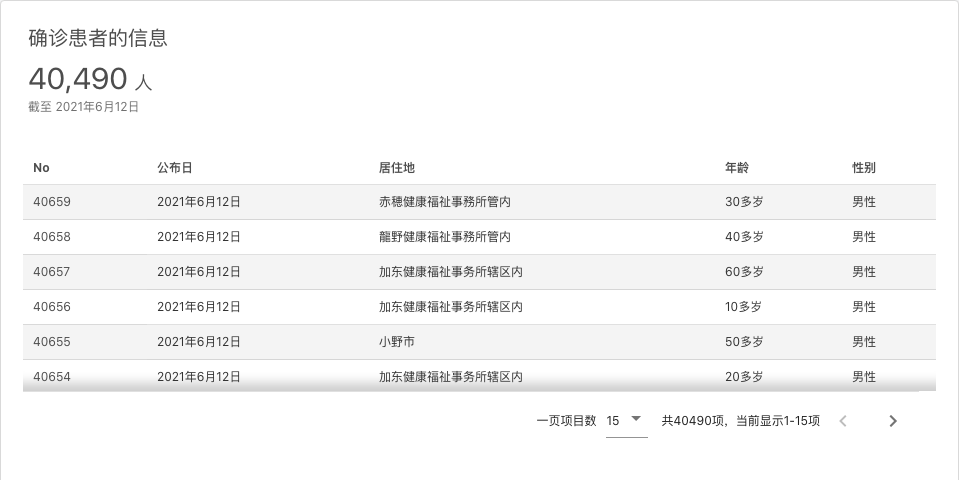 确诊患者的信息
40,490 人
截至 2021年6月12日
No 公布日 居住地 年龄 性别
40659 2021年6月12日 赤穂健康福祉事務所管内 30多岁 男性
40658 2021年6月12日 龍野健康福祉事務所管内 40多岁 男性
40657 2021年6月12日 加东健康福祉事务所辖区内 60多岁 男性
40656 2021年6月12日 加东健康福祉事务所辖区内 10多岁 男性
40655 2021年6月12日 小野市 50多岁 男性
40654 2021年6月12日 加东健康福祉事务所辖区内 20多岁 男性
一页项目数 15 共40490项，当前显示1-15项